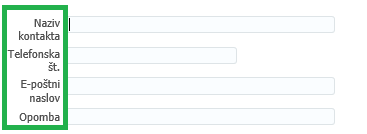 Naziv
kontakta
Telefonska
št.
E-poštni
naslov
Opomba